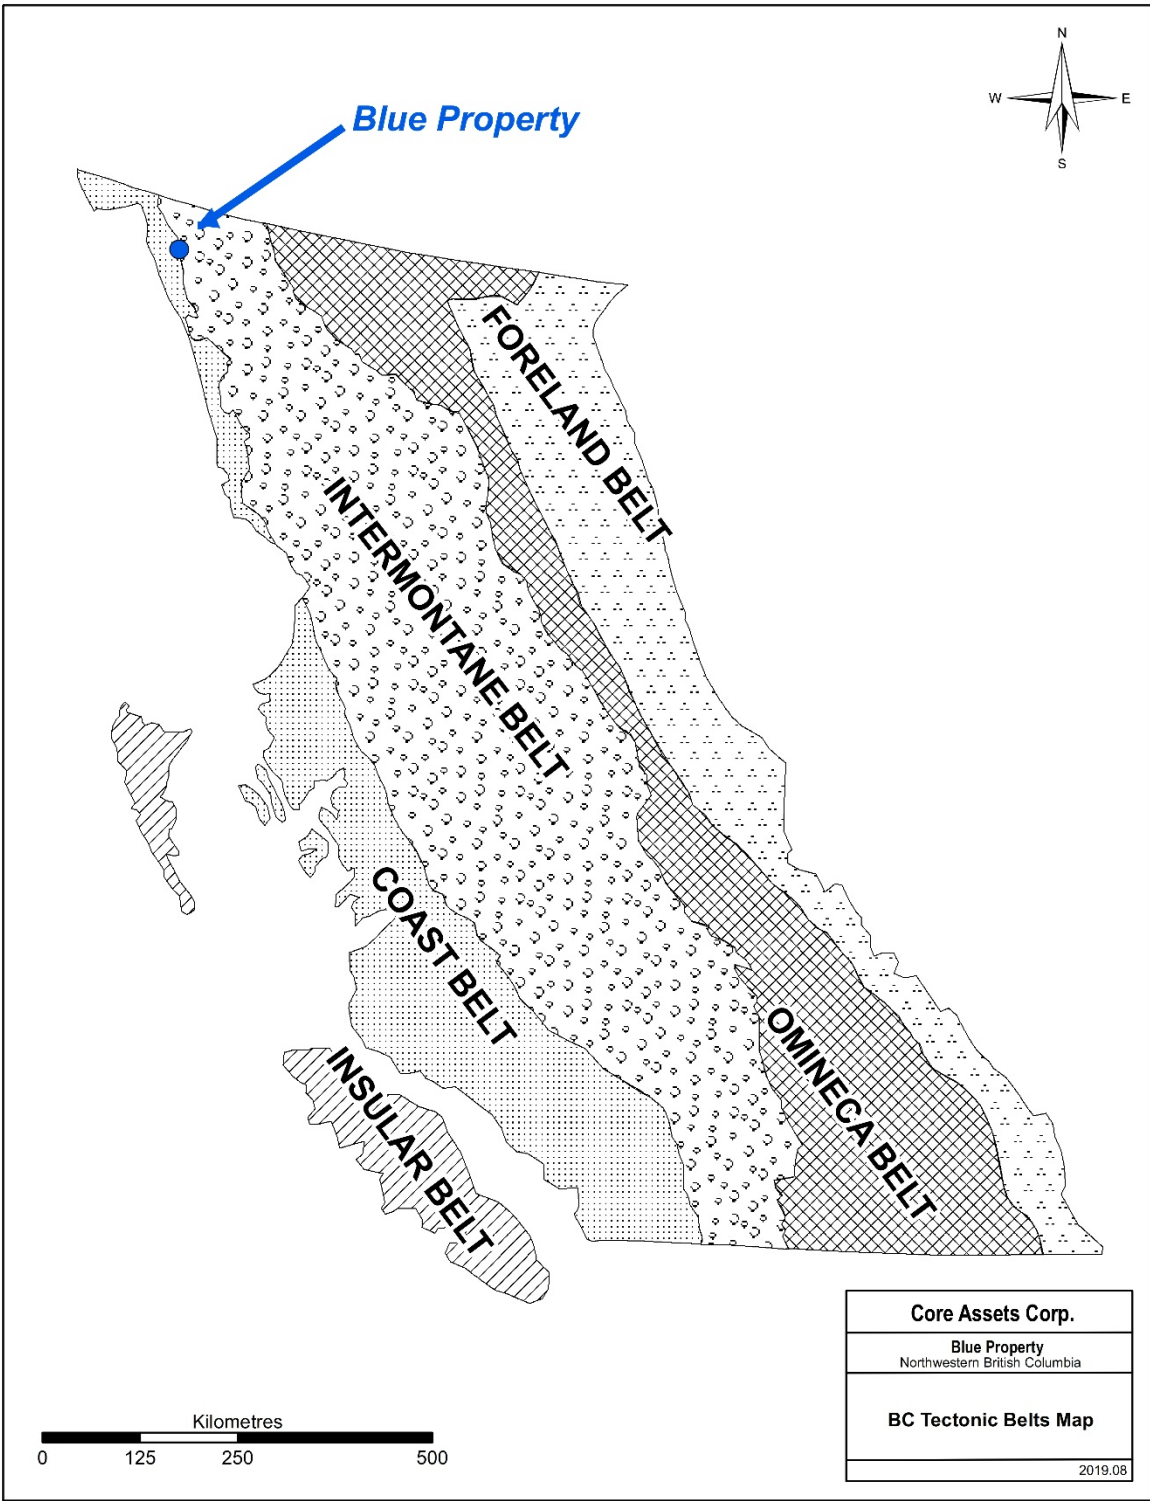 N
W E
S
Blue Property
FORELAND BELT
INTERMONTANE BELT
COAST BELT
OMINECA BELT
INSULAR BELT
Core Assets Corp.
Blue Property
Northwestern British Columbia
BC Tectonic Belts Map
2019.08
Kilometres
0 125 250 500